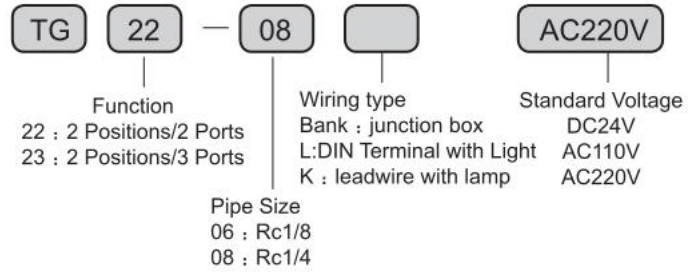 TG 22 — 08 AC220V
Function
22 : 2 Positions/2 Ports
23 : 2 Positions/3 Ports
Pipe Size
06 : Rc1/8
08 : Rc1/4
Wiring type
Bank : junction box
L:DIN Terminal with Light
K : leadwire with lamp
Standard Voltage
DC24V
AC110V
AC220V